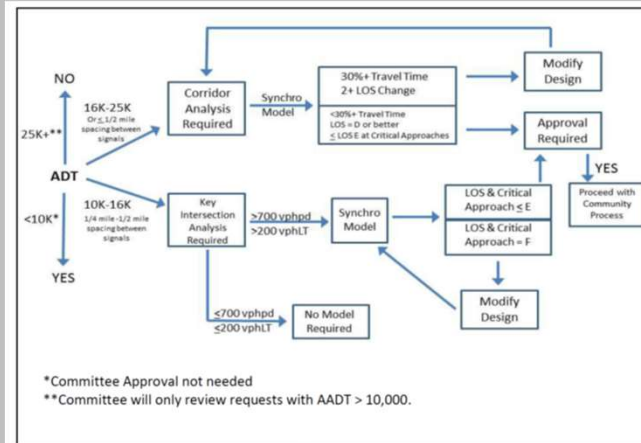 NO
25K+**
ADT
<10K*
YES
16K-25K
Or ≤ 1/2 mile
spacing between
signals
Corridor
Analysis
Required
Synchro
Model
30%+ Travel Time
2+ LOS Change
<30%+ Travel Time
LOS = D or better
≤ LOS E at Critical Approaches
Modify
Design
Approval
Required
YES
Proceed with
Community
Process
10K-16K
1/4 mile -1/2 mile
spacing between
signals
Key
Intersection
Analysis
Required
>700 vphpd
>200 vphLT
Synchro
Model
LOS & Critical
Approach ≤ E
LOS & Critical
Approach = F
Modify
Design
≤700 vphpd
≤200 vphLT
No Model
Required
*Committee Approval not needed
**Committee will only review requests with AADT > 10,000.